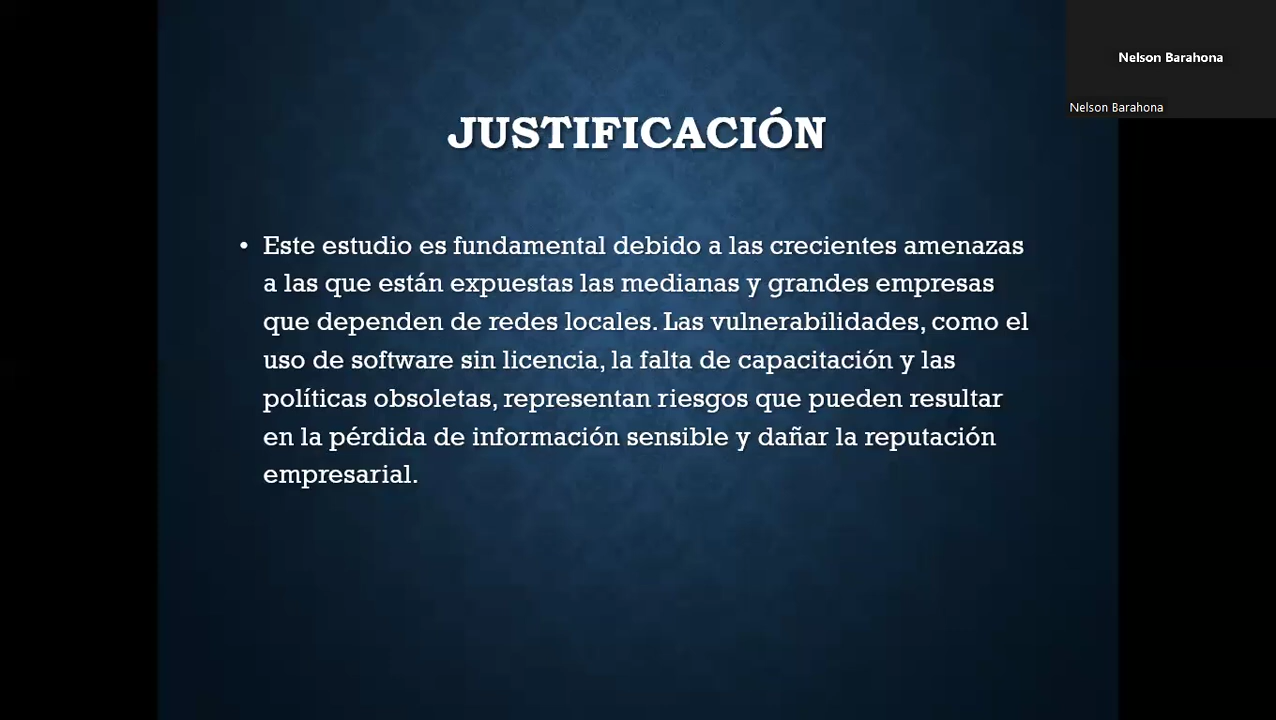 Nelson Barahona
Nelson Barahona
JUSTIFICACIÓN
• Este estudio es fundamental debido a las crecientes amenazas
a las que están expuestas las medianas y grandes empresas
que dependen de redes locales. Las vulnerabilidades, como el
uso de software sin licencia, la falta de capacitación y las
políticas obsoletas, representan riesgos que pueden resultar
en la pérdida de información sensible y dañar la reputación
empresarial.